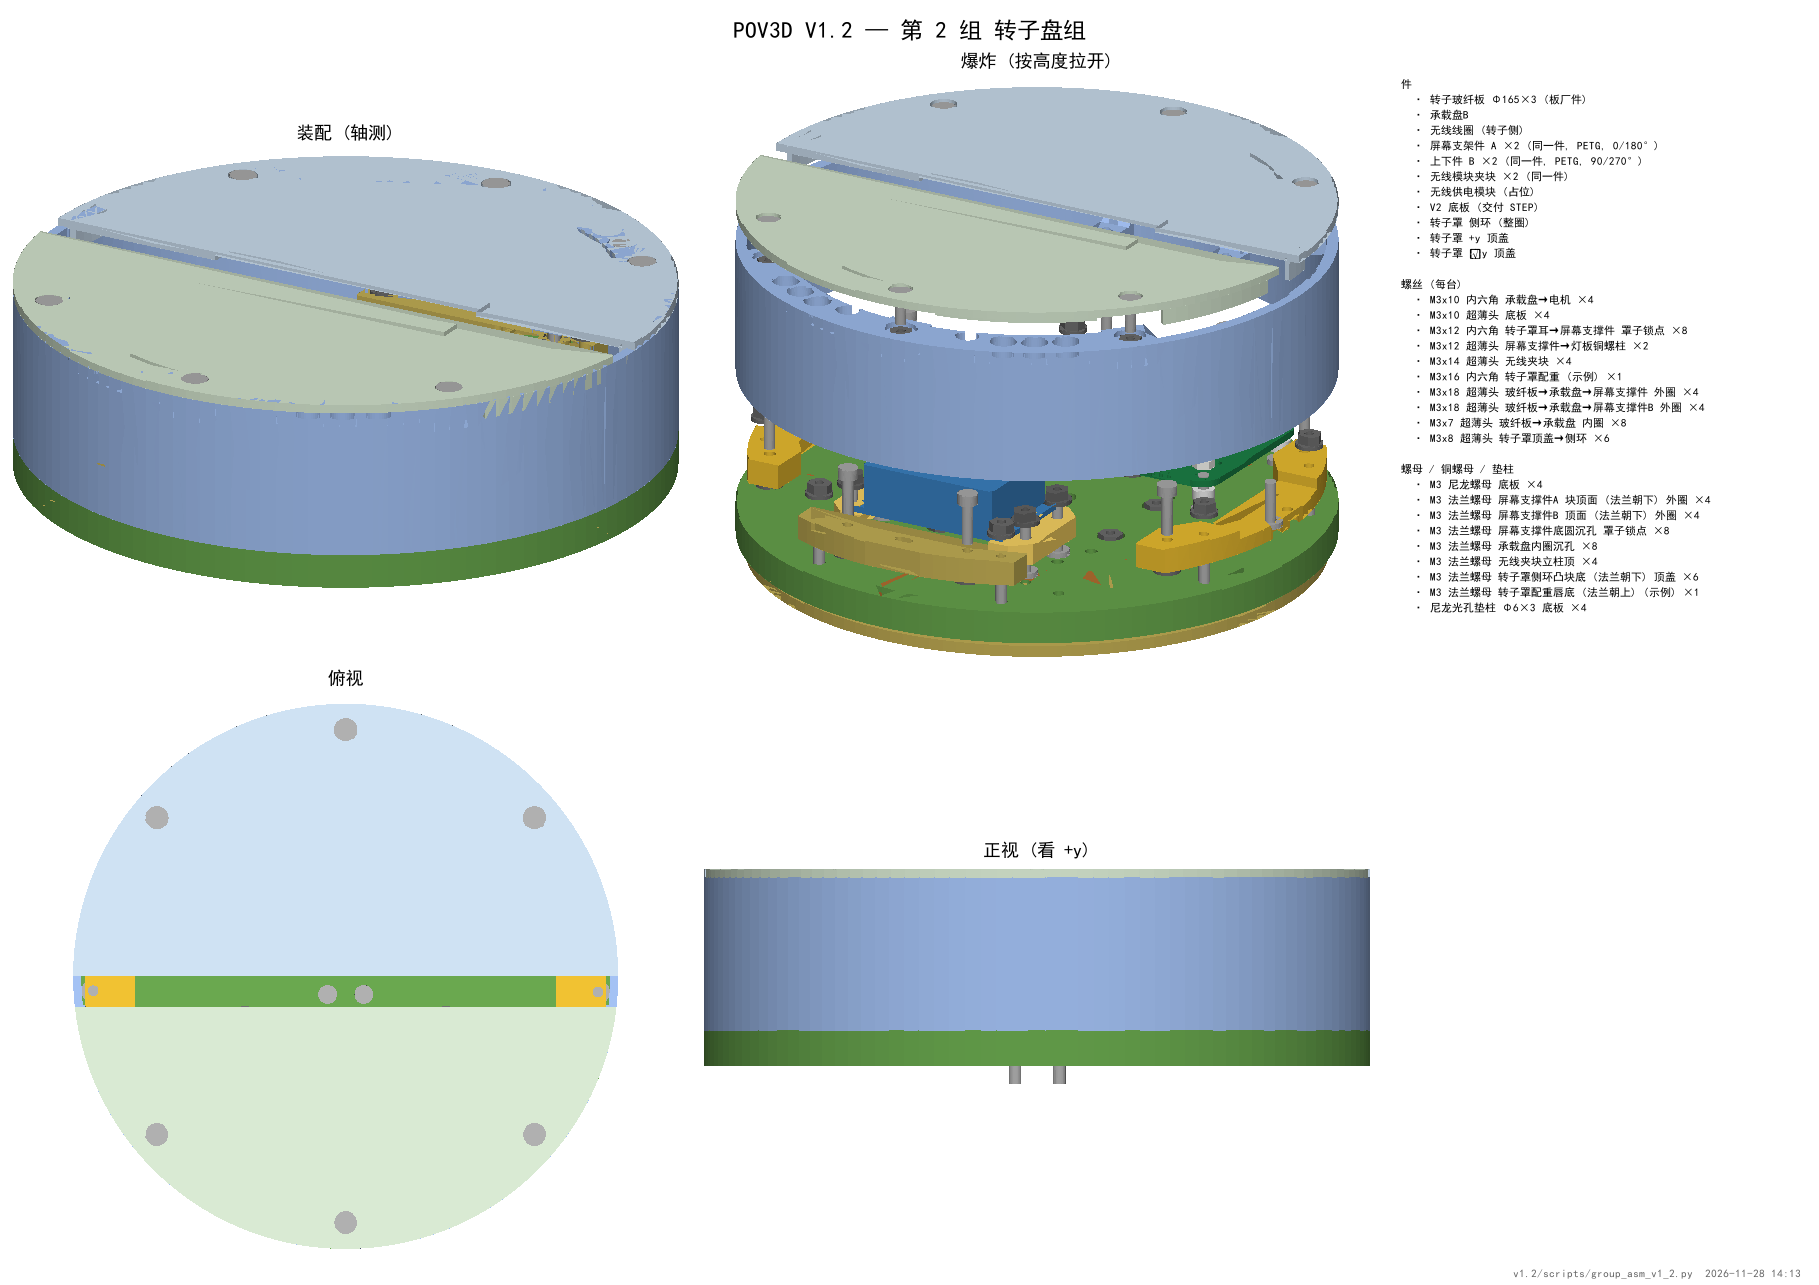 POV3D V1.2 — 第 2 组 转子盘组
爆炸 (按高度拉开)
装配 (轴测)
件
· 转子玻纤板 Φ165×3 (板厂件)
· 承载盘B
· 无线线圈 (转子侧)
· 屏幕支架件 A ×2 (同一件, PETG, 0/180°)
· 上下件 B ×2 (同一件, PETG, 90/270°)
· 无线模块夹块 ×2 (同一件)
· 无线供电模块 (占位)
· V2 底板 (交付 STEP)
· 转子罩 侧环 (整圈)
· 转子罩 +y 顶盖
· 转子罩 y 顶盖
螺丝 (每台)
· M3x10 内六角 承载盘→电机 ×4
· M3x10 超薄头 底板 ×4
· M3x12 内六角 转子罩耳→屏幕支撑件 罩子锁点 ×8
· M3x12 超薄头 屏幕支撑件→灯板铜螺柱 ×2
· M3x14 超薄头 无线夹块 ×4
· M3x16 内六角 转子罩配重 (示例) ×1
· M3x18 超薄头 玻纤板→承载盘→屏幕支撑件 外圈 ×4
· M3x18 超薄头 玻纤板→承载盘→屏幕支撑件B 外圈 ×4
· M3x7 超薄头 玻纤板→承载盘 内圈 ×8
· M3x8 超薄头 转子罩顶盖→侧环 ×6
螺母 / 铜螺母 / 垫柱
· M3 尼龙螺母 底板 ×4
· M3 法兰螺母 屏幕支撑件A 块顶面 (法兰朝下) 外圈 ×4
· M3 法兰螺母 屏幕支撑件B 顶面 (法兰朝下) 外圈 ×4
· M3 法兰螺母 屏幕支撑件底圆沉孔 罩子锁点 ×8
· M3 法兰螺母 承载盘内圈沉孔 ×8
· M3 法兰螺母 无线夹块立柱顶 ×4
· M3 法兰螺母 转子罩侧环凸块底 (法兰朝下) 顶盖 ×6
· M3 法兰螺母 转子罩配重唇底 (法兰朝上) (示例) ×1
· 尼龙光孔垫柱 Φ6×3 底板 ×4
俯视
正视 (看 +y)
v1.2/scripts/group_asm_v1_2.py 2026-11-28 14:13